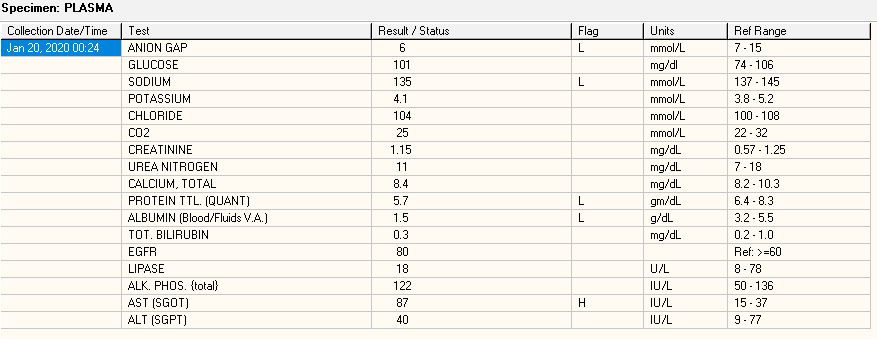 Specimen: PLASMA
Collection Date/Time Test Result / Status Flag Units Ref Range
Jan 20, 2020 00:24 ANION GAP 6 L mmol/L 7 - 15
GLUCOSE 101 mg/dl 74 - 106
SODIUM 135 L mmol/L 137 - 145
POTASSIUM 4.1 mmol/L 3.8 - 5.2
CHLORIDE 104 mmol/L 100 - 108
CO2 25 mmol/L 22 - 32
CREATININE 1.15 mg/dL 0.57 - 1.25
UREA NITROGEN 11 mg/dL 7 - 18
CALCIUM, TOTAL 8.4 mg/dL 8.2 - 10.3
PROTEIN TTL. (QUANT) 5.7 L gm/dL 6.4 - 8.3
ALBUMIN (Blood/Fluids V.A.) 1.5 L g/dL 3.2 - 5.5
TOT. BILIRUBIN 0.3 mg/dL 0.2 - 1.0
EGFR 80 Ref: >=60
LIPASE 18 U/L 8 - 78
ALK. PHOS. {total} 122 IU/L 50 - 136
AST (SGOT) 87 H IU/L 15 - 37
ALT (SGPT) 40 IU/L 9 - 77